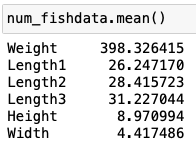 num_fishdata.mean()
Weight 398.326415
Length1 26.247170
Length2 28.415723
Length3 31.227044
Height 8.970994
Width 4.417486